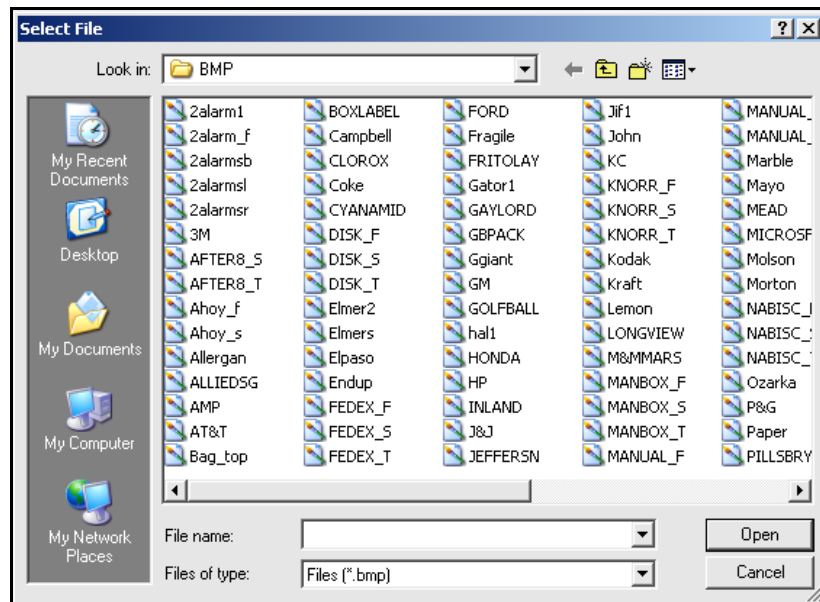 Select File
Look in: BMP
My Recent
Documents
Desktop
My Documents
My Computer
My Network
Places
2alarm1
2alarm_f
2alarmsb
2alarmsl
2alarmsr
3M
AFTER8_S
AFTER8_T
Ahoy_f
Ahoy_s
Allergan
ALLIEDSG
AMP
AT&T
Bag_top
BOXLABEL
Campbell
CLOROX
Coke
CYANAMID
DISK_F
DISK_S
DISK_T
Elmer2
Elmers
Elpaso
Endup
FEDEX_F
FEDEX_S
FEDEX_T
FORD
Fragile
FRITOLAY
Gator1
GAYLORD
GBPACK
Ggiant
GM
GOLFBALL
hal1
HONDA
HP
INLAND
J&J
JEFFERSN
Jif1
John
KC
KNORR_F
KNORR_S
KNORR_T
Kodak
Kraft
Lemon
LONGVIEW
M&MMARS
MANBOX_F
MANBOX_S
MANBOX_T
MANUAL_F
MANUAL_
MANUAL_
Marble
Mayo
MEAD
MICROSF
Molson
Morton
NABISC_
NABISC_
NABISC_
Ozarka
P&G
Paper
PILLSBRY
File name:
Open
Files of type: Files (*.bmp)
Cancel